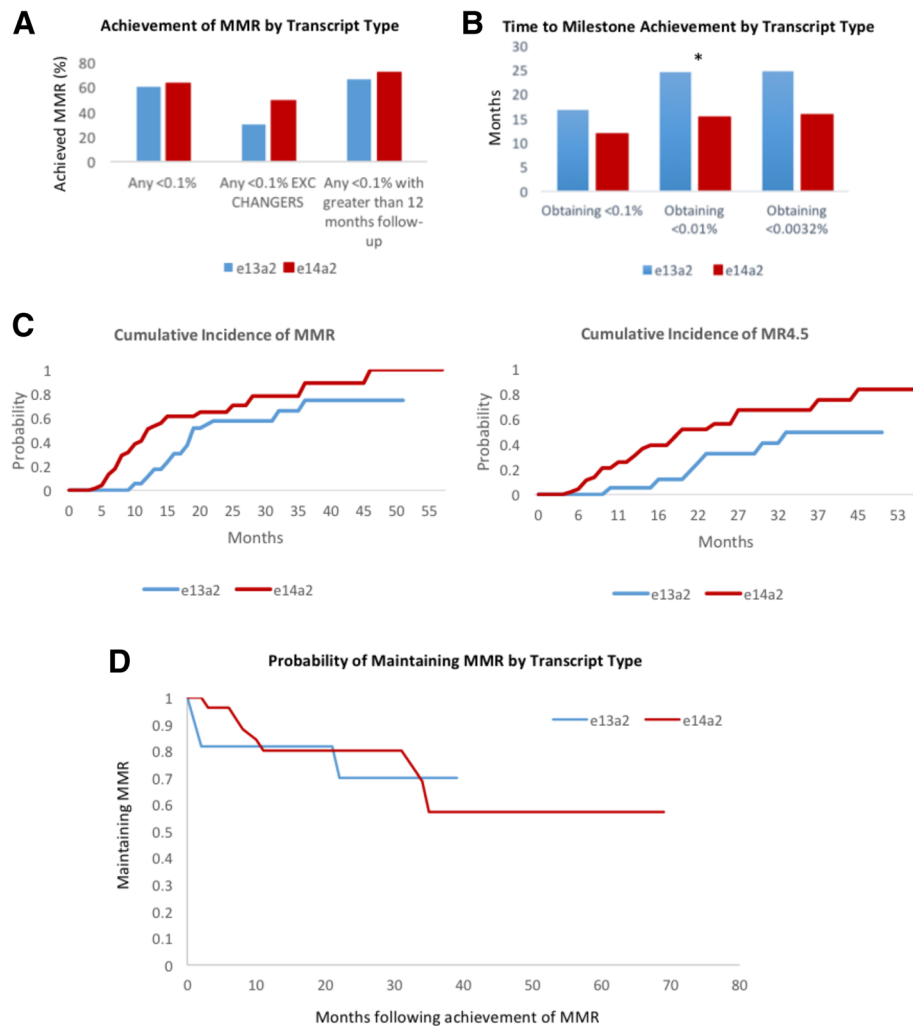 A
Achievement of MMR by Transcript Type
Achieved MMR (%)
80
60
40
20
0
Any <0.1%
Any <0.1% EXC
CHANGERS
Any <0.1% with
greater than 12
months follow-
up
e13a2 e14a2
B
Time to Milestone Achievement by Transcript Type
Months
30
25
20
15
10
5
0
*
Obtaining <0.1%
Obtaining
<0.01%
Obtaining
<0.0032%
e13a2 e14a2
C
Cumulative Incidence of MMR
Probability
1
0.8
0.6
0.4
0.2
0
0 5 10 15 20 25 30 35 40 45 50 55
Months
e13a2 e14a2
Cumulative Incidence of MR4.5
Probability
1
0.8
0.6
0.4
0.2
0
0 6 11 16 22 27 32 37 45 53
Months
e13a2 e14a2
D
Probability of Maintaining MMR by Transcript Type
Maintaining MMR
1
0.9
0.8
0.7
0.6
0.5
0.4
0.3
0.2
0.1
0
e13a2 e14a2
0 10 20 30 40 50 60 70 80
Months following achievement of MMR